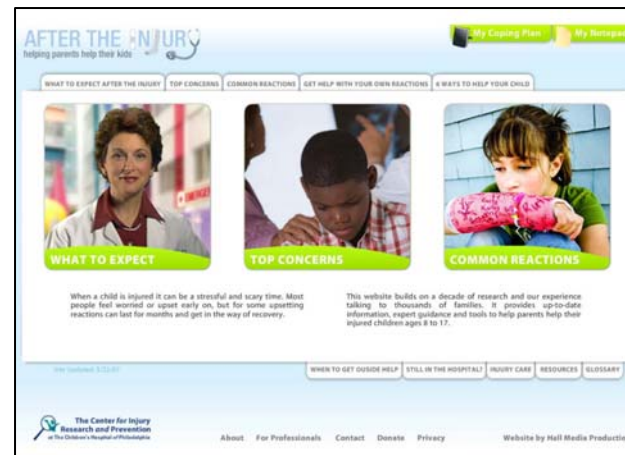 AFTER THE INJURY
helping parents help their kids
My Coping Plan
My Notepad
WHAT TO EXPECT AFTER THE INJURY
TOP CONCERNS
COMMON REACTIONS
GET HELP WITH YOUR OWN REACTIONS
6 WAYS TO HELP YOUR CHILD
WHAT TO EXPECT
TOP CONCERNS
COMMON REACTIONS
When a child is injured it can be a stressful and scary time. Most
people feel worried or upset early on, but for some upsetting
reactions can last for months and get in the way of recovery.
This website builds on a decade of research and our experience
talking to thousands of families. It provides up-to-date
information, expert guidance and tools to help parents help their
injured children ages 8 to 17.
WHEN TO GET OUSIDE HELP
STILL IN THE HOSPITAL?
INJURY CARE
RESOURCES
GLOSSARY
The Center for Injury
Research and Prevention
at The Children's Hospital of Philadelphia
About
For Professionals
Contact
Donate
Privacy
Website by Hall Media Productio